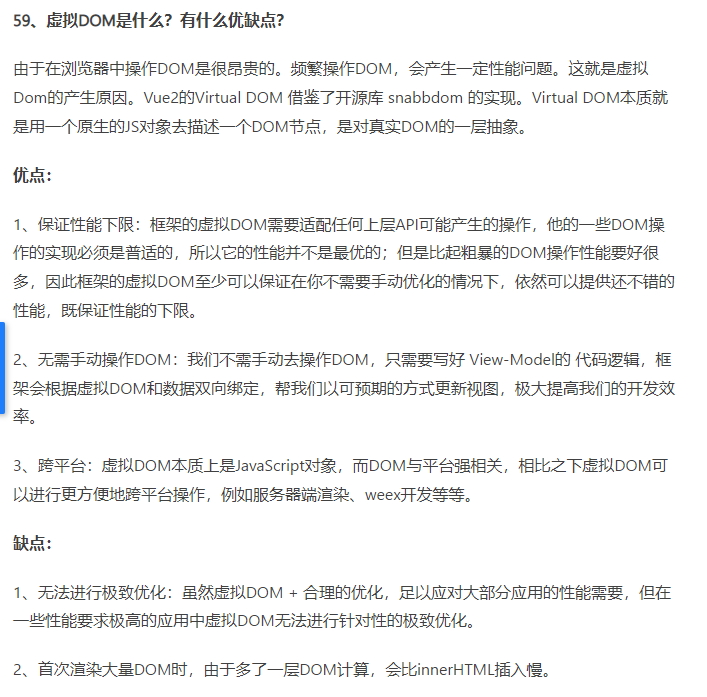 59、虚拟DOM是什么？有什么优缺点？
由于在浏览器中操作DOM是很昂贵的。频繁操作DOM，会产生一定性能问题。这就是虚拟
Dom的产生原因。Vue2的Virtual DOM 借鉴了开源库 snabbdom 的实现。Virtual DOM本质就
是用一个原生的JS对象去描述一个DOM节点，是对真实DOM的一层抽象。
优点：
1、保证性能下限：框架的虚拟DOM需要适配任何上层API可能产生的操作，他的一些DOM操
作的实现必须是普适的，所以它的性能并不是最优的；但是比起粗暴的DOM操作性能要好很
多，因此框架的虚拟DOM至少可以保证在你不需要手动优化的情况下，依然可以提供还不错的
性能，既保证性能的下限。
2、无需手动操作DOM：我们不需手动去操作DOM，只需要写好 View-Model的 代码逻辑，框
架会根据虚拟DOM和数据双向绑定，帮我们以可预期的方式更新视图，极大提高我们的开发效
率。
3、跨平台：虚拟DOM本质上是JavaScript对象，而DOM与平台强相关，相比之下虚拟DOM可
以进行更方便地跨平台操作，例如服务器端渲染、weex开发等等。
缺点：
1、无法进行极致优化：虽然虚拟DOM + 合理的优化，足以应对大部分应用的性能需要，但在
一些性能要求极高的应用中虚拟DOM无法进行针对性的极致优化。
2、首次渲染大量DOM时，由于多了一层DOM计算，会比innerHTML插入慢。